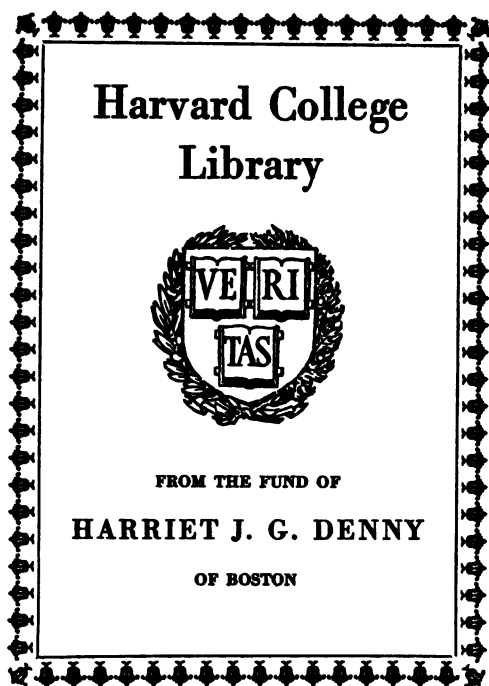 Harvard College
Library
VE RI
TAS
FROM THE FUND OF
HARRIET J. G. DENNY
OF BOSTON